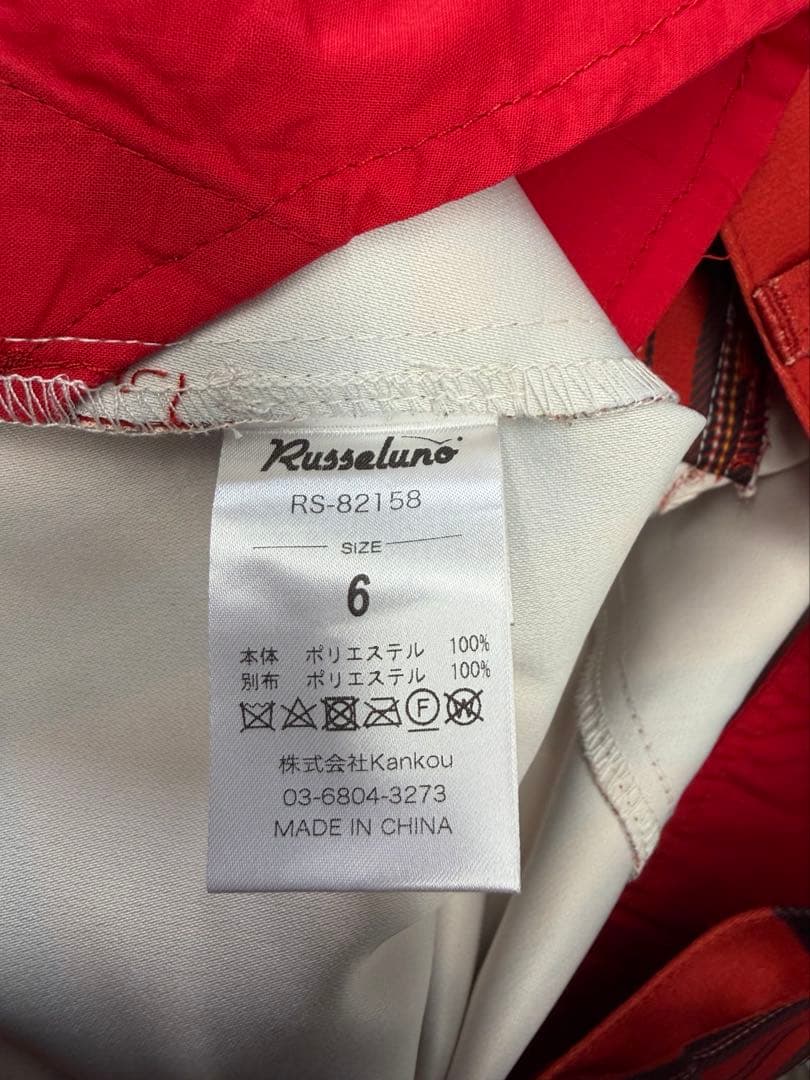 Russeluno
RS-82158
SIZE
6
本体 ポリエステル 100%
別布 ポリエステル 100%
F W
株式会社Kankou
03-6804-3273
MADE IN CHINA